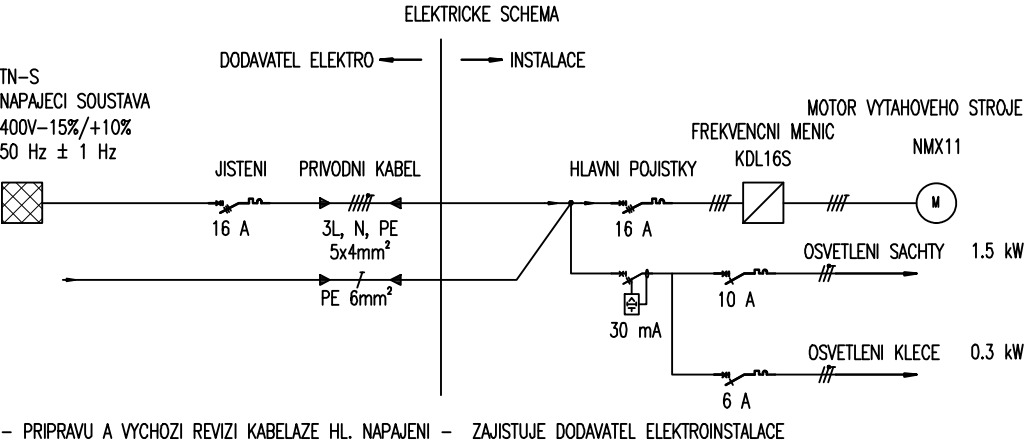 ELEKTRICKE SCHEMA
DODAVATEL ELEKTRO
INSTALACE
TN-S
NAPAJECI SOUSTAVA
400V-15%/+10%
50 Hz ± 1 Hz
MOTOR VYTAHOVEHO STROJE
NMX11
FREKVENCNI MENIC
KDL16S
JISTENI
PRIVODNI KABEL
HLAVNI POJISTKY
M
16 A
3L, N, PE
5x4mm²
16 A
OSVETLENI SACHTY 1.5 kW
PE 6mm²
10 A
30 mA
OSVETLENI KLECE 0.3 kW
6 A
- PRIPRAVU A VYCHOZI REVIZI KABELAZE HL. NAPAJENI - ZAJISTUJE DODAVATEL ELEKTROINSTALACE